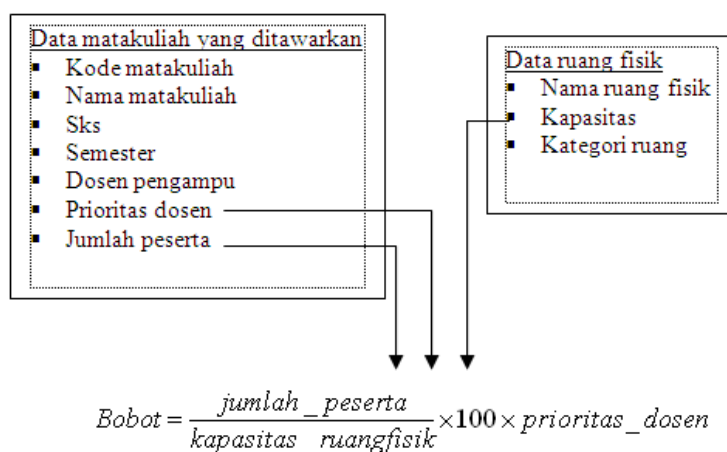 Data matakuliah yang ditawarkan
▪ Kode matakuliah
▪ Nama matakuliah
▪ Sks
▪ Semester
▪ Dosen pengampu
▪ Prioritas dosen
▪ Jumlah peserta
Data ruang fisik
▪ Nama ruang fisik
▪ Kapasitas
▪ Kategori ruang
Bobot = jumlah_peserta / kapasitas_ruangfisik × 100 × prioritas_dosen